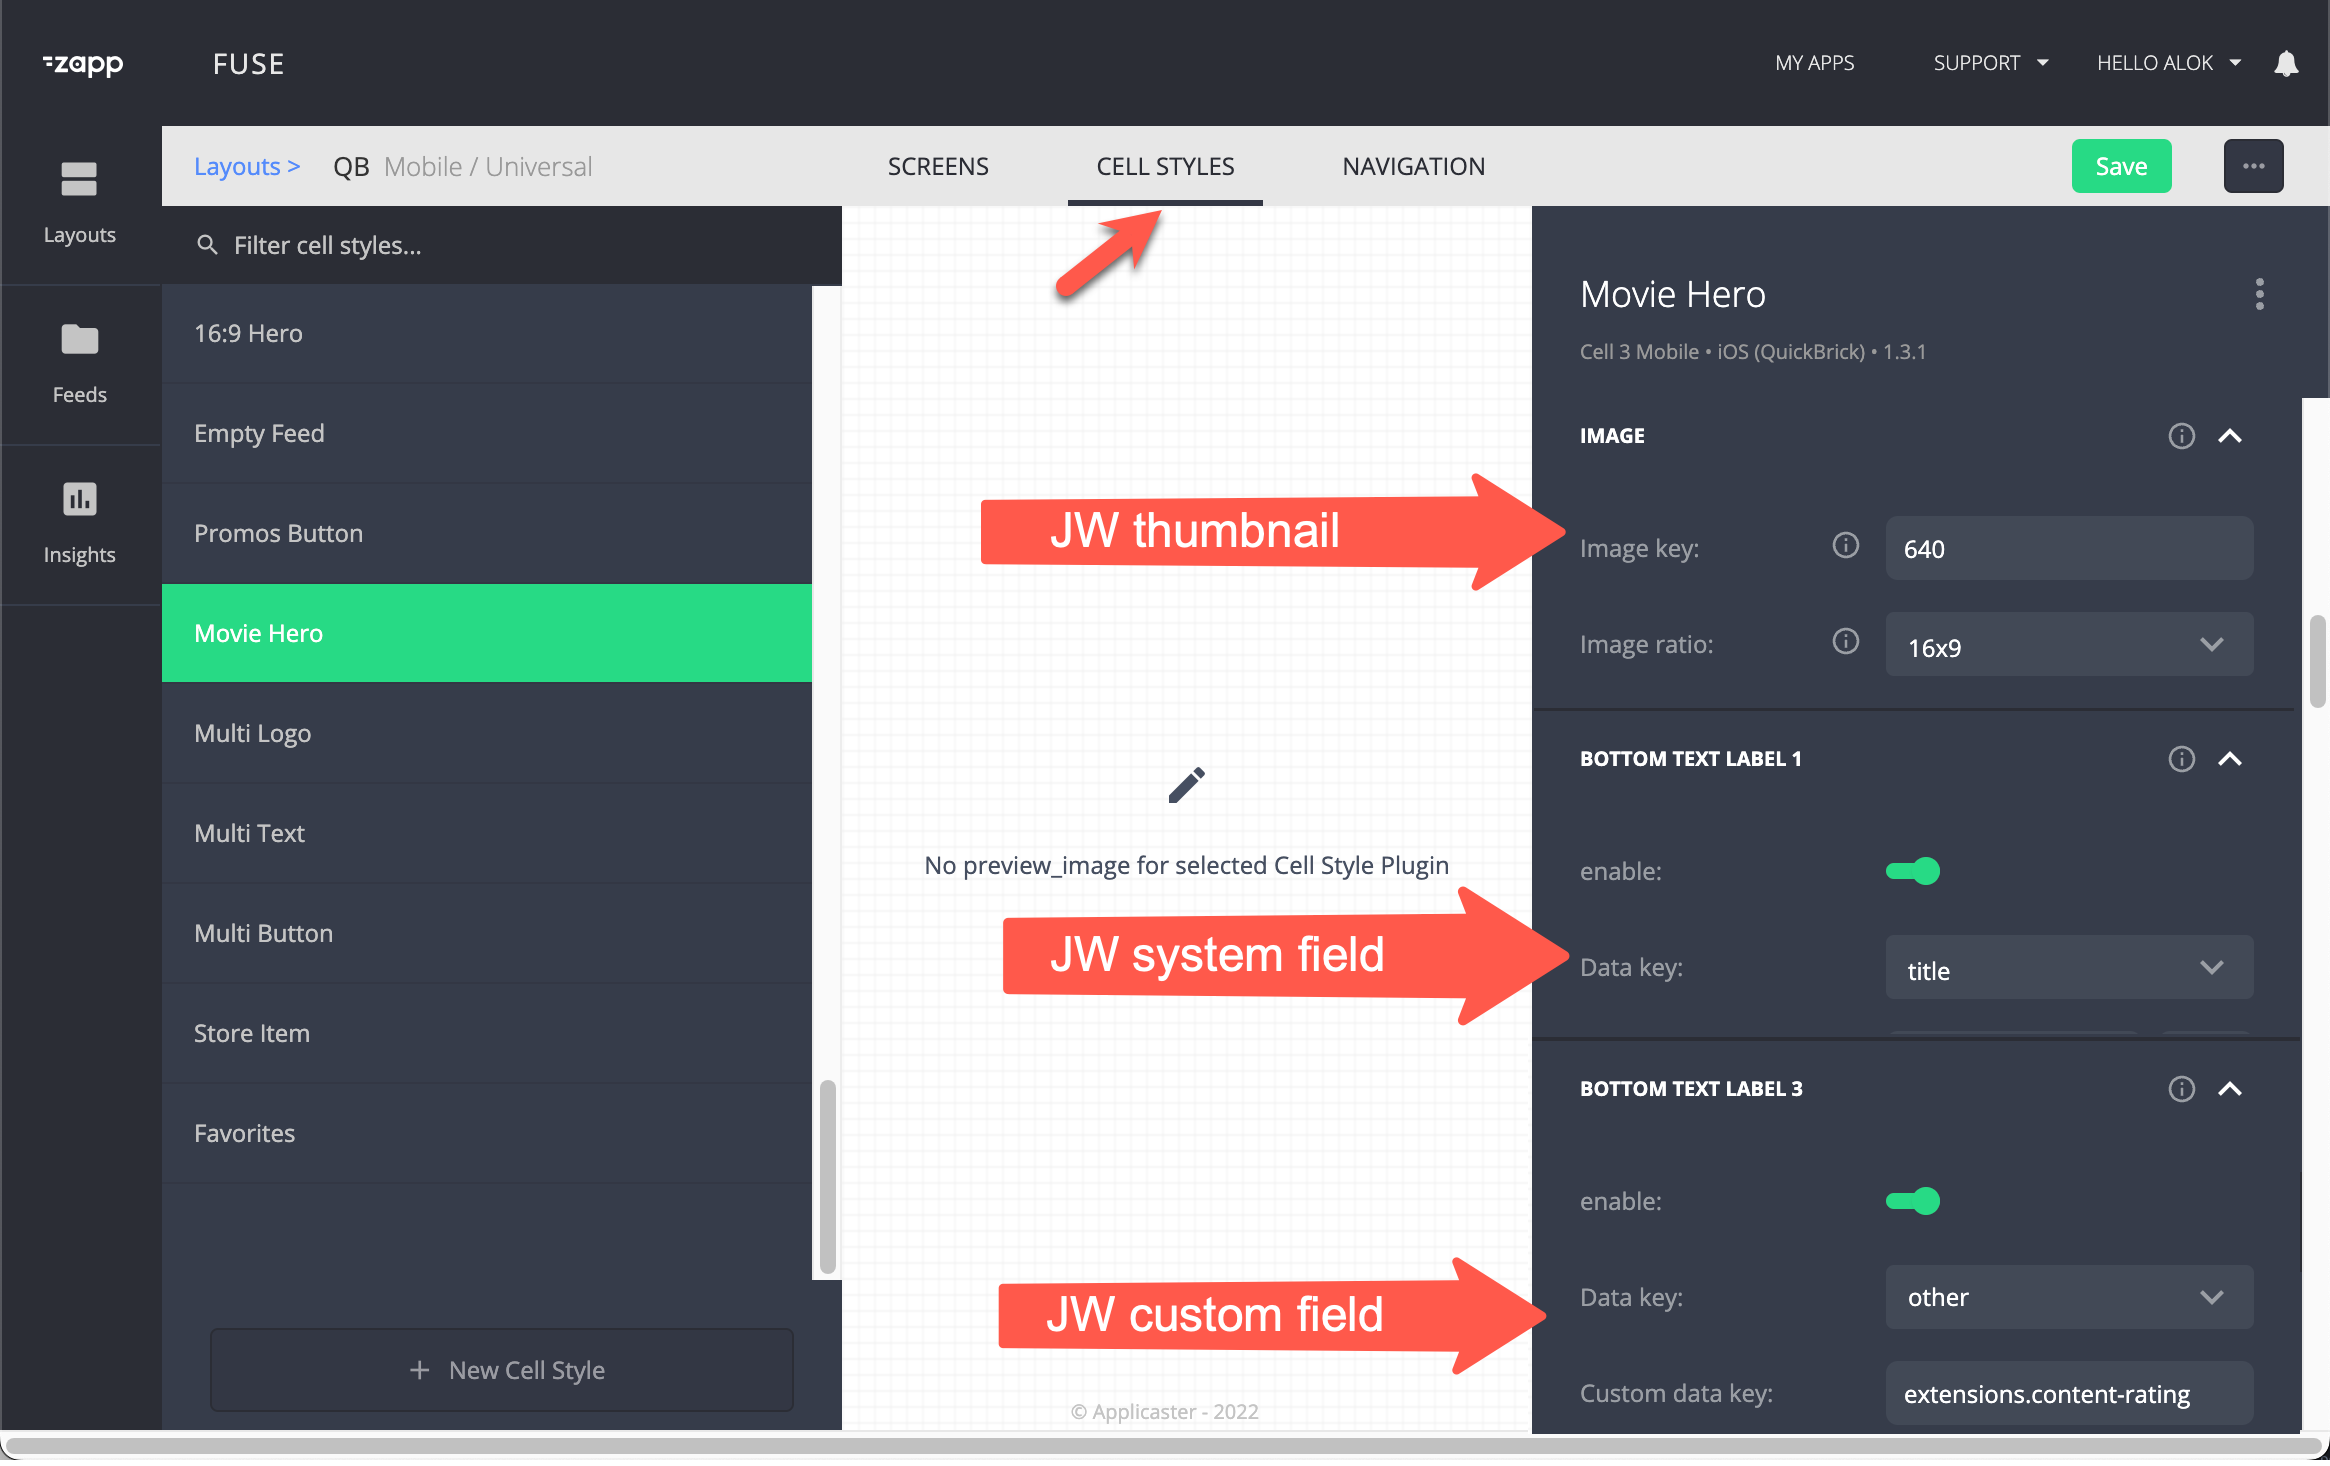 zapp
FUSE
MY APPS
SUPPORT
HELLO ALOK
Layouts >
QB Mobile / Universal
SCREENS
CELL STYLES
NAVIGATION
Save
Layouts
Feeds
Insights
Filter cell styles...
16:9 Hero
Empty Feed
Promos Button
Movie Hero
Multi Logo
Multi Text
Multi Button
Store Item
Favorites
+ New Cell Style
JW thumbnail
No preview_image for selected Cell Style Plugin
JW system field
JW custom field
© Applicaster - 2022
Movie Hero
Cell 3 Mobile • iOS (QuickBrick) • 1.3.1
IMAGE
Image key:
640
Image ratio:
16x9
BOTTOM TEXT LABEL 1
enable:
Data key:
title
BOTTOM TEXT LABEL 3
enable:
Data key:
other
Custom data key:
extensions.content-rating